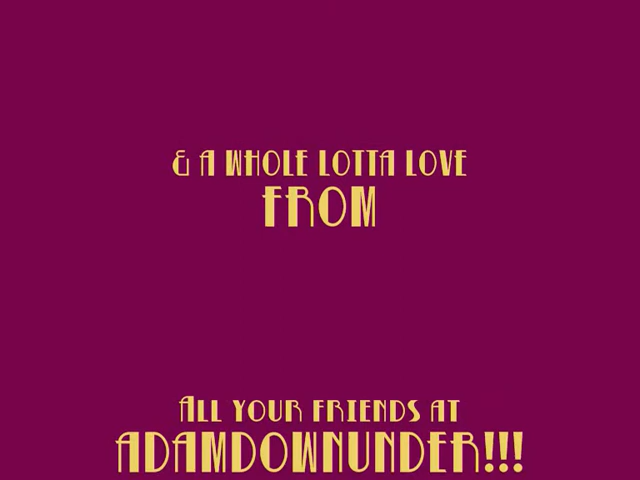 & A WHOLE LOTTA LOVE
FROM
ALL YOUR FRIENDS AT
ADAMDOWNUNDER!!!